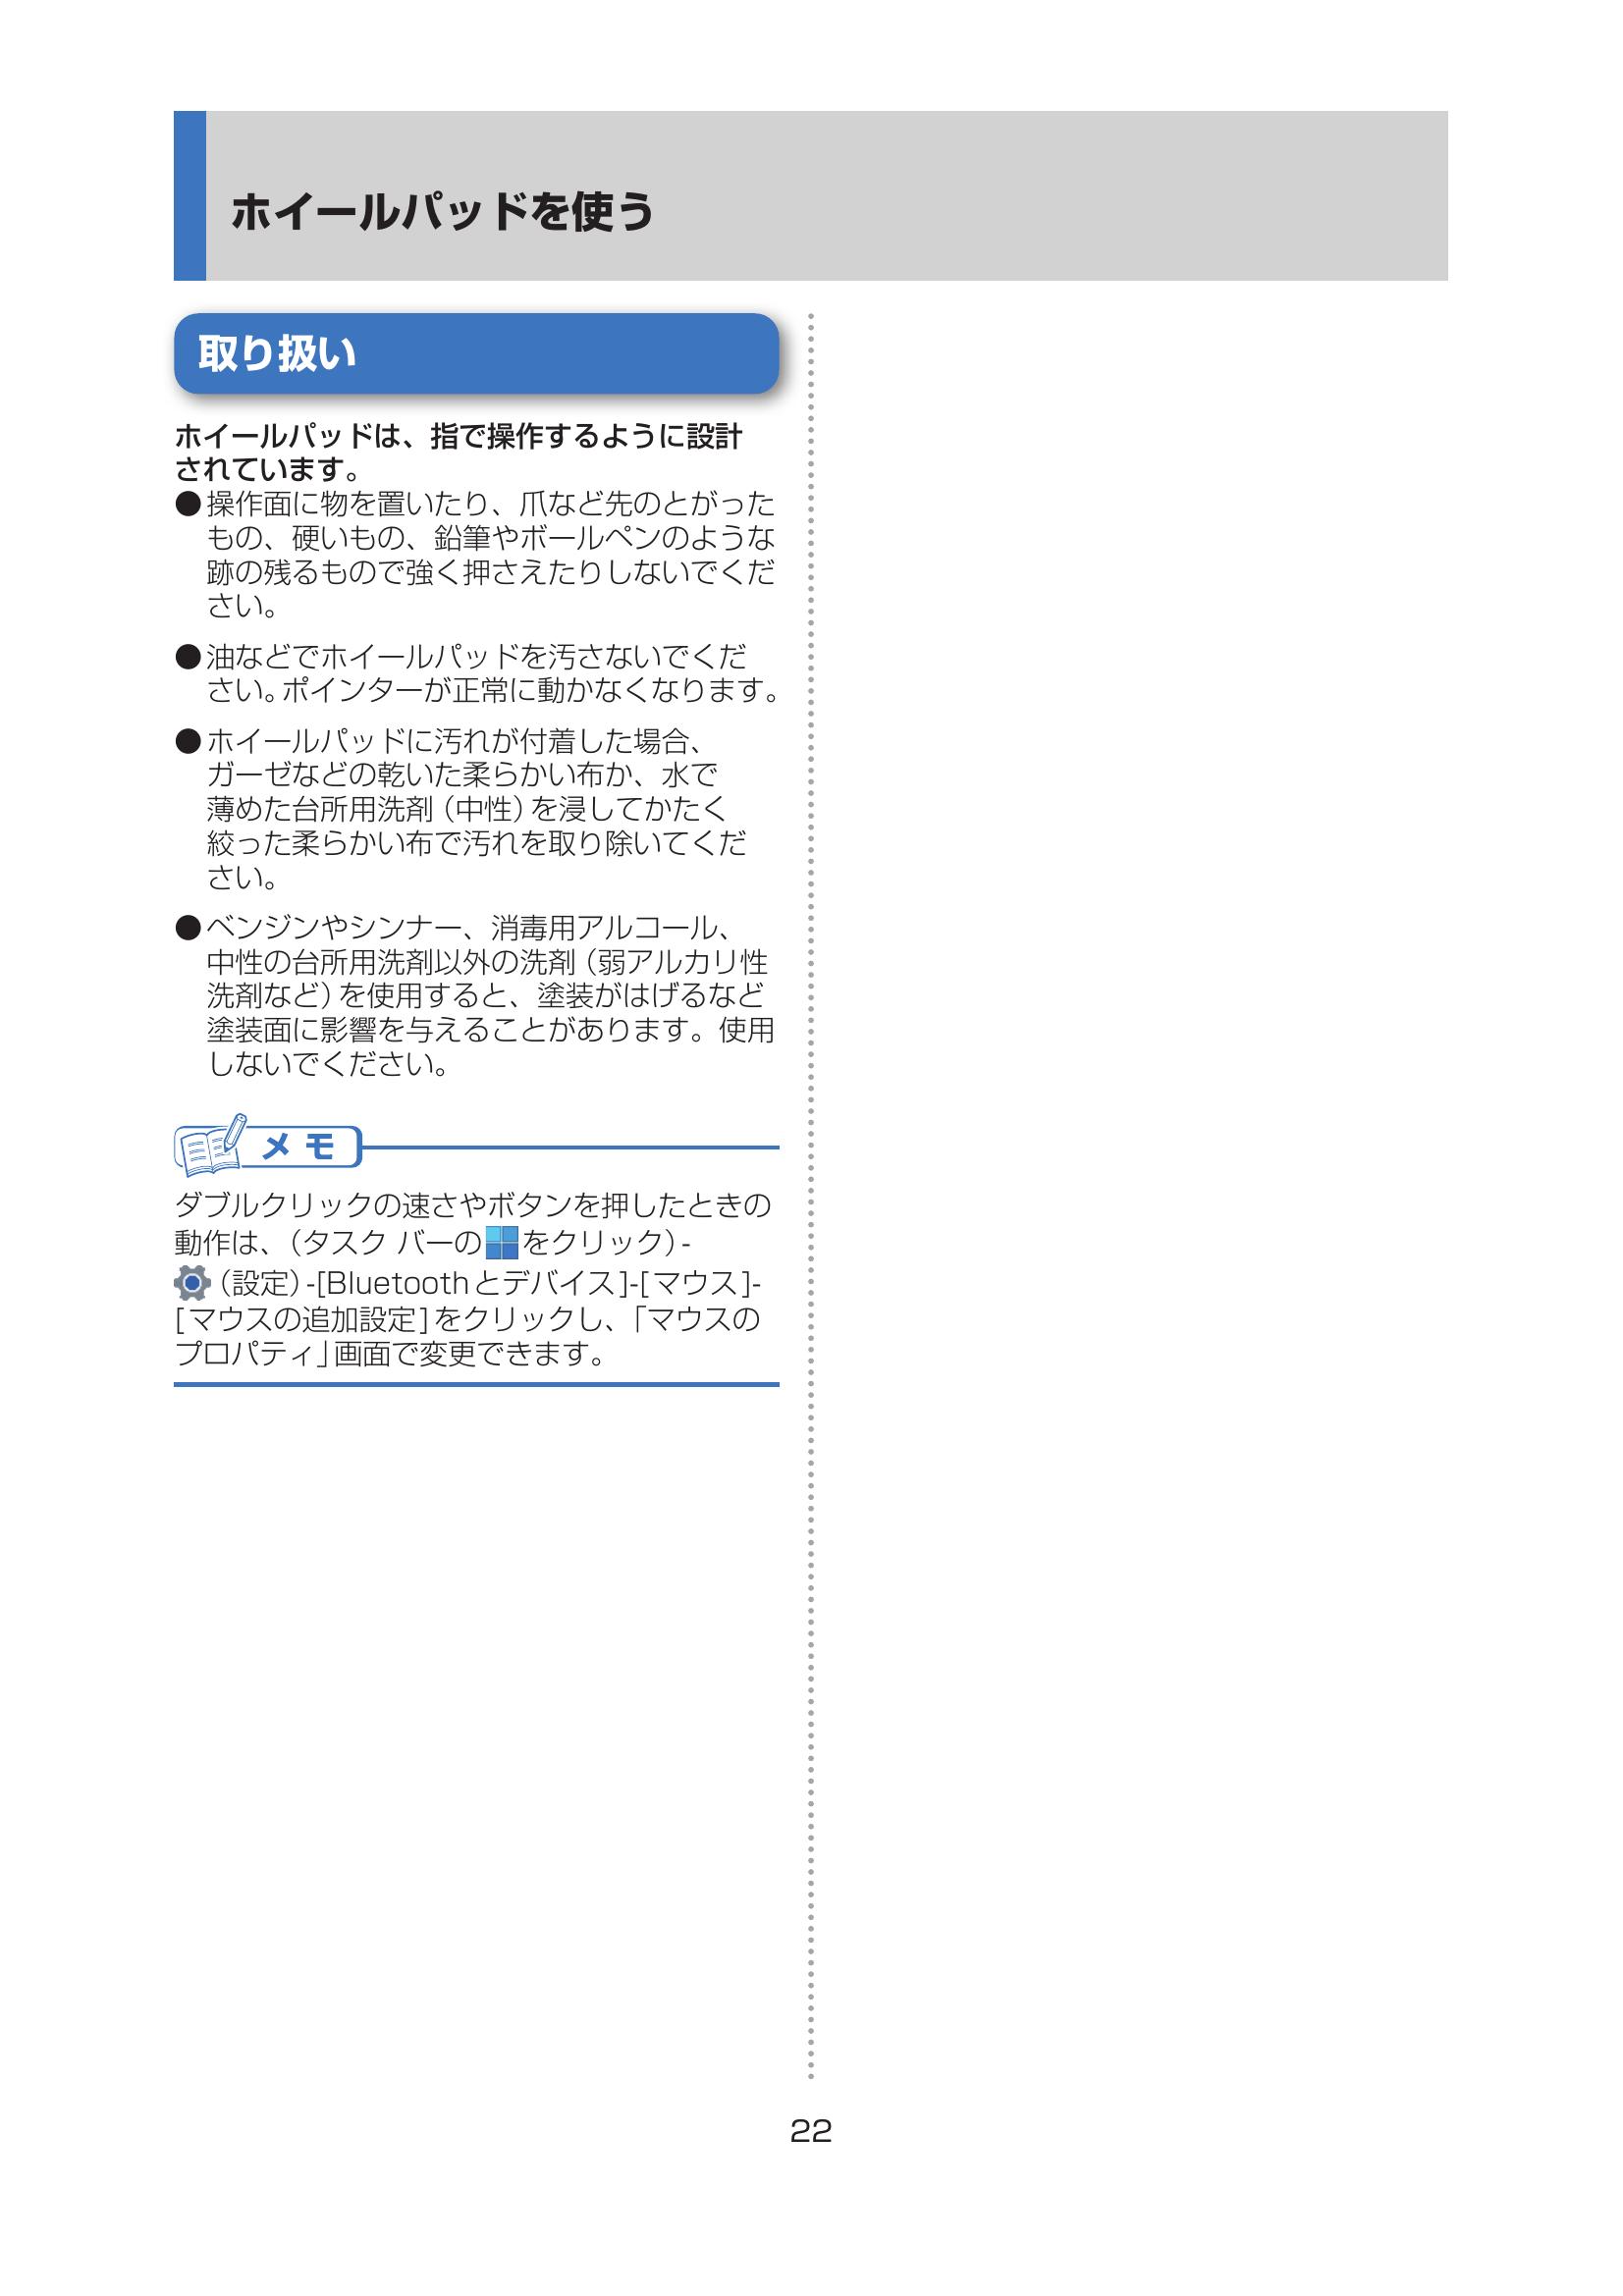 ホイールパッドを使う
取り扱い
ホイールパッドは、指で操作するように設計
されています。
●操作面に物を置いたり、爪など先のとがった
もの、硬いもの、鉛筆やボールペンのような
跡の残るもので強く押さえたりしないでくだ
さい。
●油などでホイールパッドを汚さないでくだ
さい。ポインターが正常に動かなくなります。
●ホイールパッドに汚れが付着した場合、
ガーゼなどの乾いた柔らかい布か、水で
薄めた台所用洗剤（中性）を浸してかたく
絞った柔らかい布で汚れを取り除いてくだ
さい。
●ベンジンやシンナー、消毒用アルコール、
中性の台所用洗剤以外の洗剤（弱アルカリ性
洗剤など）を使用すると、塗装がはげるなど
塗装面に影響を与えることがあります。使用
しないでください。
メモ
ダブルクリックの速さやボタンを押したときの
動作は、（タスク バーの をクリック）-
（設定）-[Bluetoothとデバイス]-[マウス]-
[マウスの追加設定]をクリックし、「マウスの
プロパティ」画面で変更できます。
22